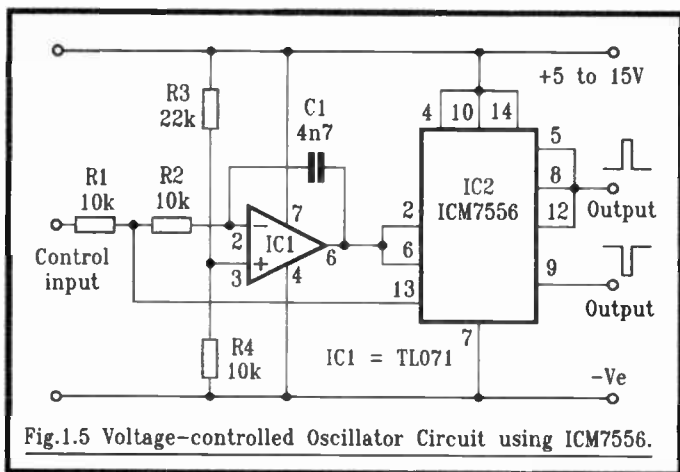 +5 to 15V
R3
22k
C1
4n7
4
10
14
5
R1
10k
R2
10k
7
IC2
ICM7556
8
12
Output
2
−
2
IC1
6
6
Control
input
3
+
4
13
9
Output
7
R4
10k
IC1 = TL071
-Ve
Fig.1.5 Voltage-controlled Oscillator Circuit using ICM7556.